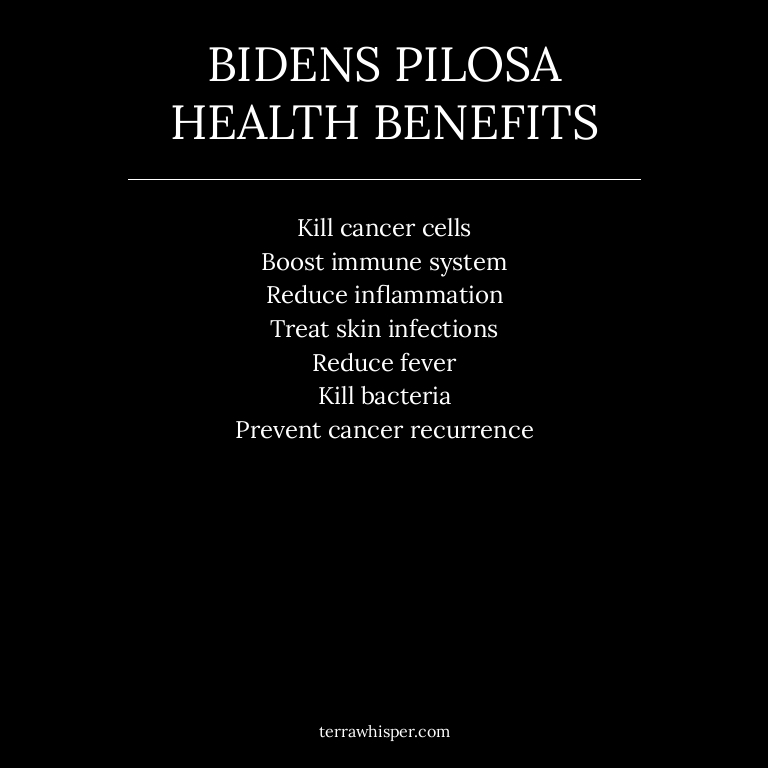 BIDENS PILOSA
HEALTH BENEFITS
Kill cancer cells
Boost immune system
Reduce inflammation
Treat skin infections
Reduce fever
Kill bacteria
Prevent cancer recurrence
terrawhisper.com